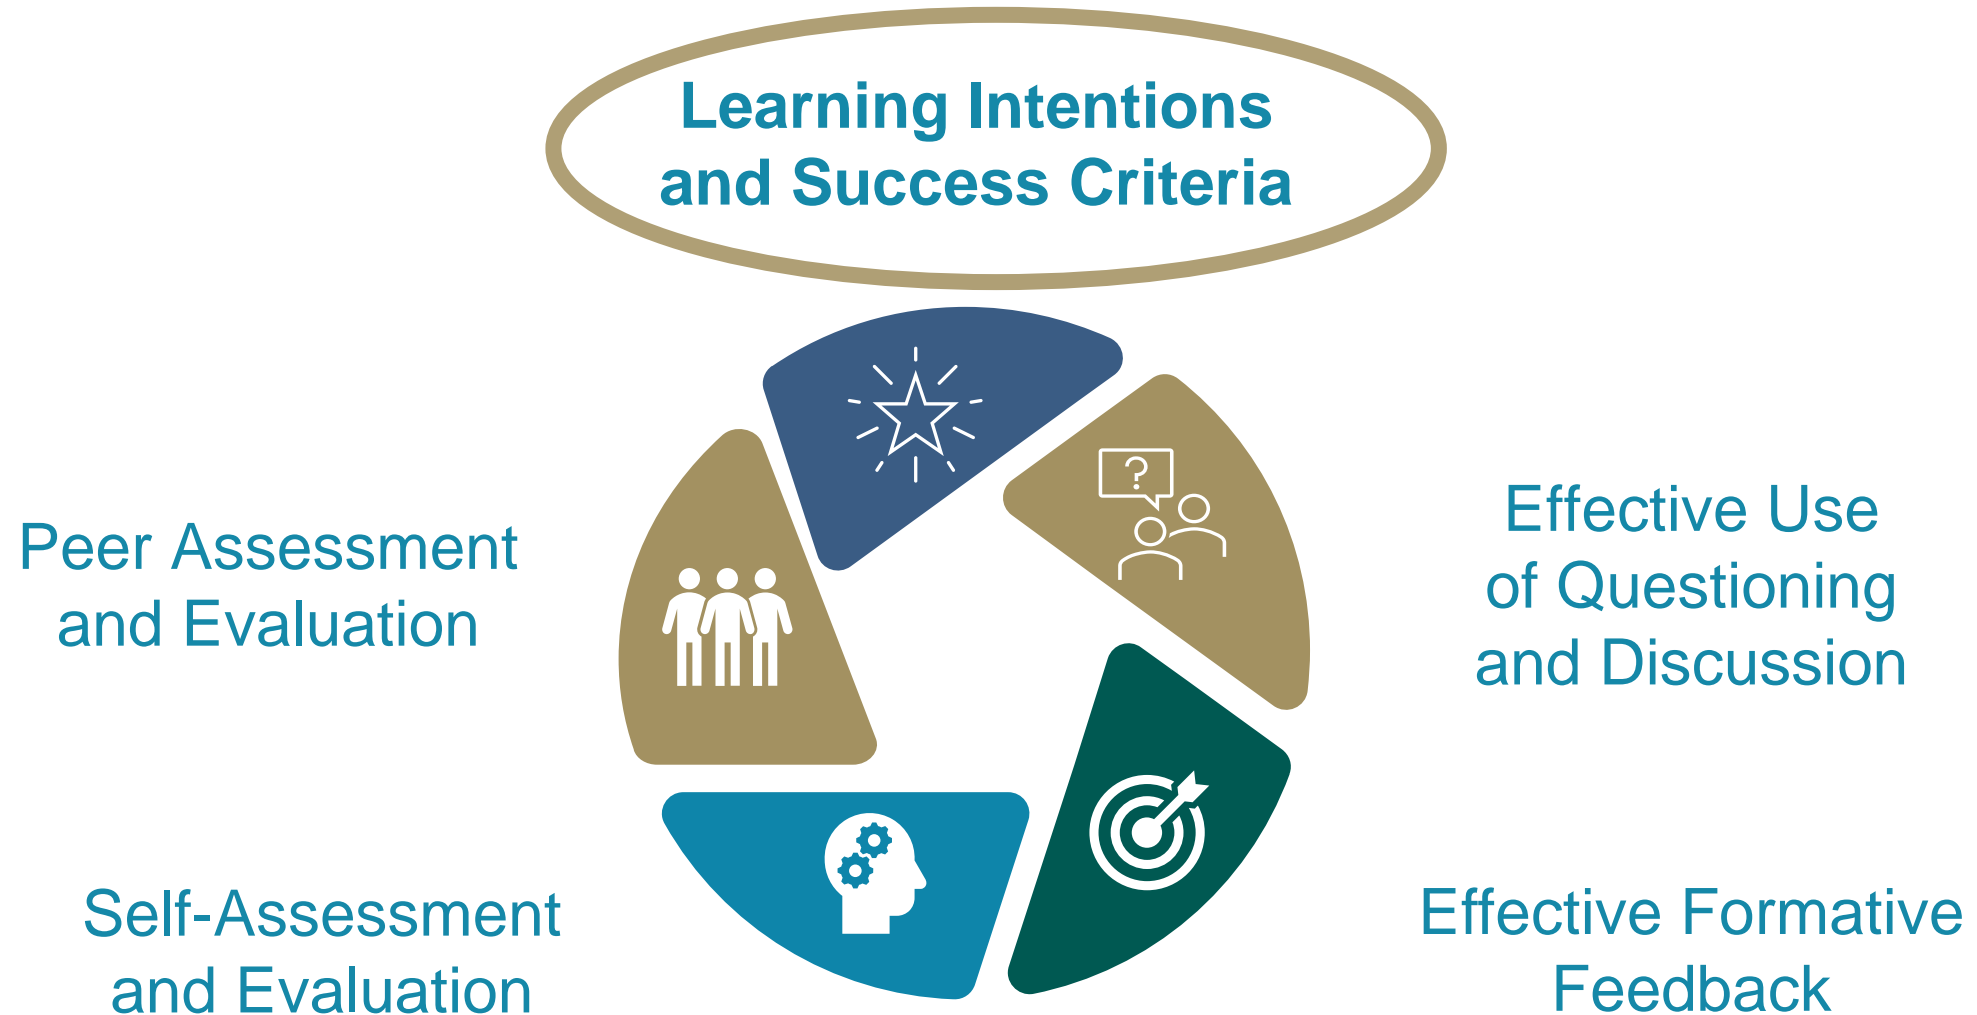 Learning Intentions
and Success Criteria
?
Effective Use
of Questioning
and Discussion
Peer Assessment
and Evaluation
Self-Assessment
and Evaluation
Effective Formative
Feedback